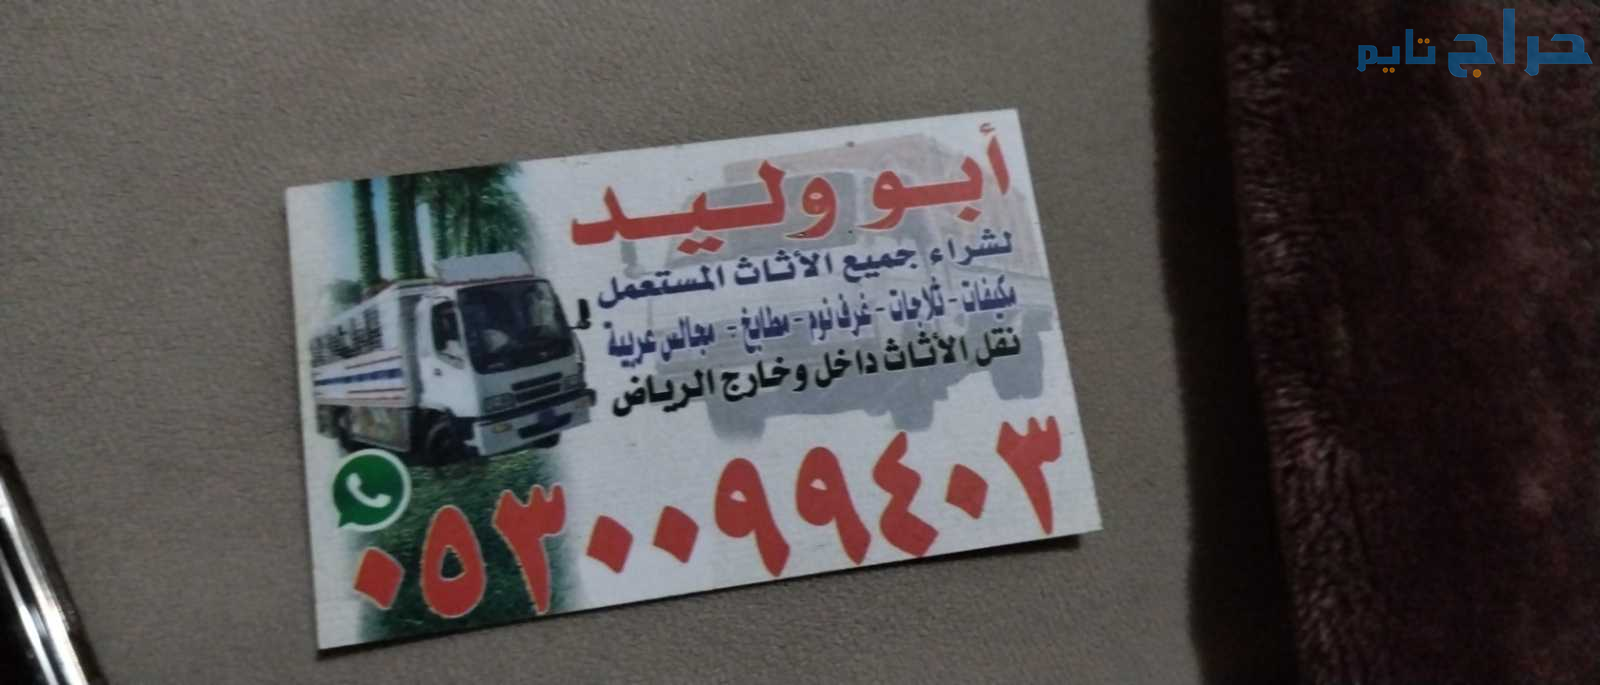 حراج تايم
أبو وليد
لشراء جميع الأثاث المستعمل
مكيفات - ثلاجات - غرف نوم - مطابخ - مجالس عربية
نقل الأثاث داخل وخارج الرياض
٠٥٣٠٠٩٩٤٠٣